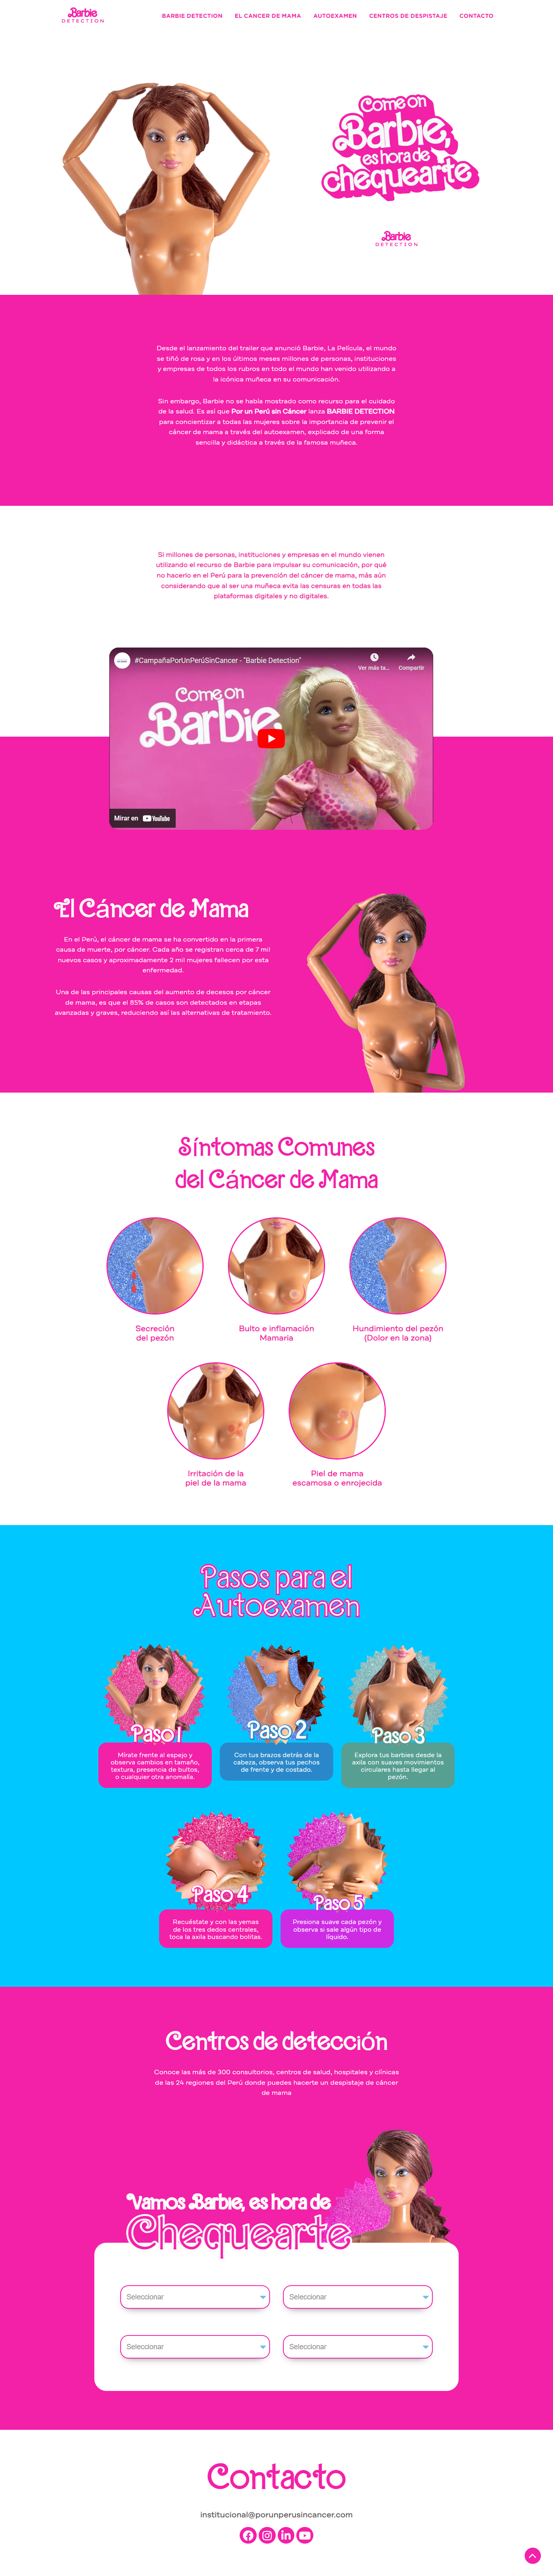 Barbie
DETECTION
BARBIE DETECTION
EL CANCER DE MAMA
AUTOEXAMEN
CENTROS DE DESPISTAJE
CONTACTO
Come on
Barbie,
es hora de
chequearte
Barbie
DETECTION
Desde el lanzamiento del trailer que anunció Barbie, La Película, el mundo
se tiñó de rosa y en los últimos meses millones de personas, instituciones
y empresas de todos los rubros en todo el mundo han venido utilizando a
la icónica muñeca en su comunicación.
Sin embargo, Barbie no se había mostrado como recurso para el cuidado
de la salud. Es así que Por un Perú sin Cáncer lanza BARBIE DETECTION
para concientizar a todas las mujeres sobre la importancia de prevenir el
cáncer de mama a través del autoexamen, explicado de una forma
sencilla y didáctica a través de la famosa muñeca.
Si millones de personas, instituciones y empresas en el mundo vienen
utilizando el recurso de Barbie para impulsar su comunicación, por qué
no hacerlo en el Perú para la prevención del cáncer de mama, más aún
considerando que al ser una muñeca evita las censuras en todas las
plataformas digitales y no digitales.
#CampañaPorUnPerúSinCancer - "Barbie Detection"
Ver más ta...
Compartir
Come on
Barbie
Mirar en YouTube
El Cáncer de Mama
En el Perú, el cáncer de mama se ha convertido en la primera
causa de muerte, por cáncer. Cada año se registran cerca de 7 mil
nuevos casos y aproximadamente 2 mil mujeres fallecen por esta
enfermedad.
Una de las principales causas del aumento de decesos por cáncer
de mama, es que el 85% de casos son detectados en etapas
avanzadas y graves, reduciendo así las alternativas de tratamiento.
Síntomas Comunes
del Cáncer de Mama
Secreción
del pezón
Bulto e inflamación
Mamaria
Hundimiento del pezón
(Dolor en la zona)
Irritación de la
piel de la mama
Piel de mama
escamosa o enrojecida
Pasos para el
Autoexamen
Paso 1
Mírate frente al espejo y
observa cambios en tamaño,
textura, presencia de bultos,
o cualquier otra anomalía.
Paso 2
Con tus brazos detrás de la
cabeza, observa tus pechos
de frente y de costado.
Paso 3
Explora tus barbies desde la
axila con suaves movimientos
circulares hasta llegar al
pezón.
Paso 4
Recuéstate y con las yemas
de los tres dedos centrales,
toca la axila buscando bolitas.
Paso 5
Presiona suave cada pezón y
observa si sale algún tipo de
líquido.
Centros de detección
Conoce las más de 300 consultorios, centros de salud, hospitales y clínicas
de las 24 regiones del Perú donde puedes hacerte un despistaje de cáncer
de mama
Vamos Barbie, es hora de
Chequearte
Seleccionar
Seleccionar
Seleccionar
Seleccionar
Contacto
institucional@porunperusincancer.com